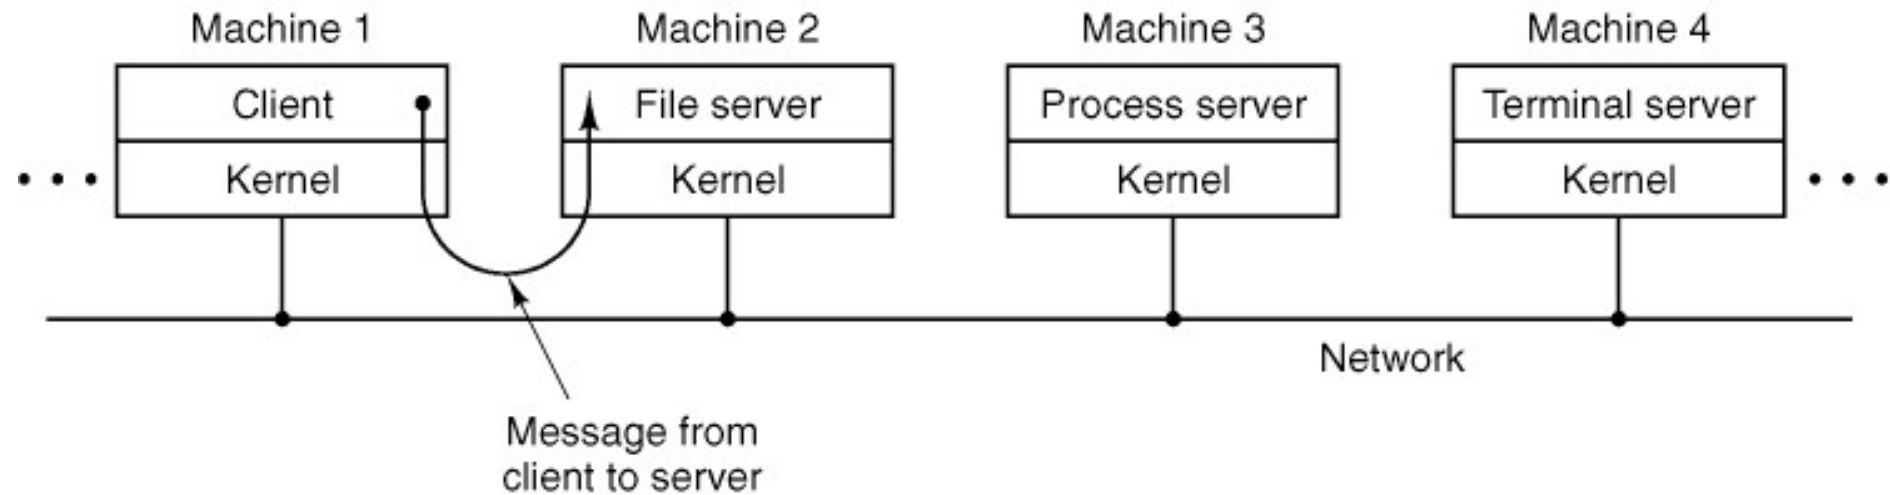 Machine 1
Machine 2
Machine 3
Machine 4
Client
File server
Process server
Terminal server
Kernel
Kernel
Kernel
Kernel
Network
Message from
client to server